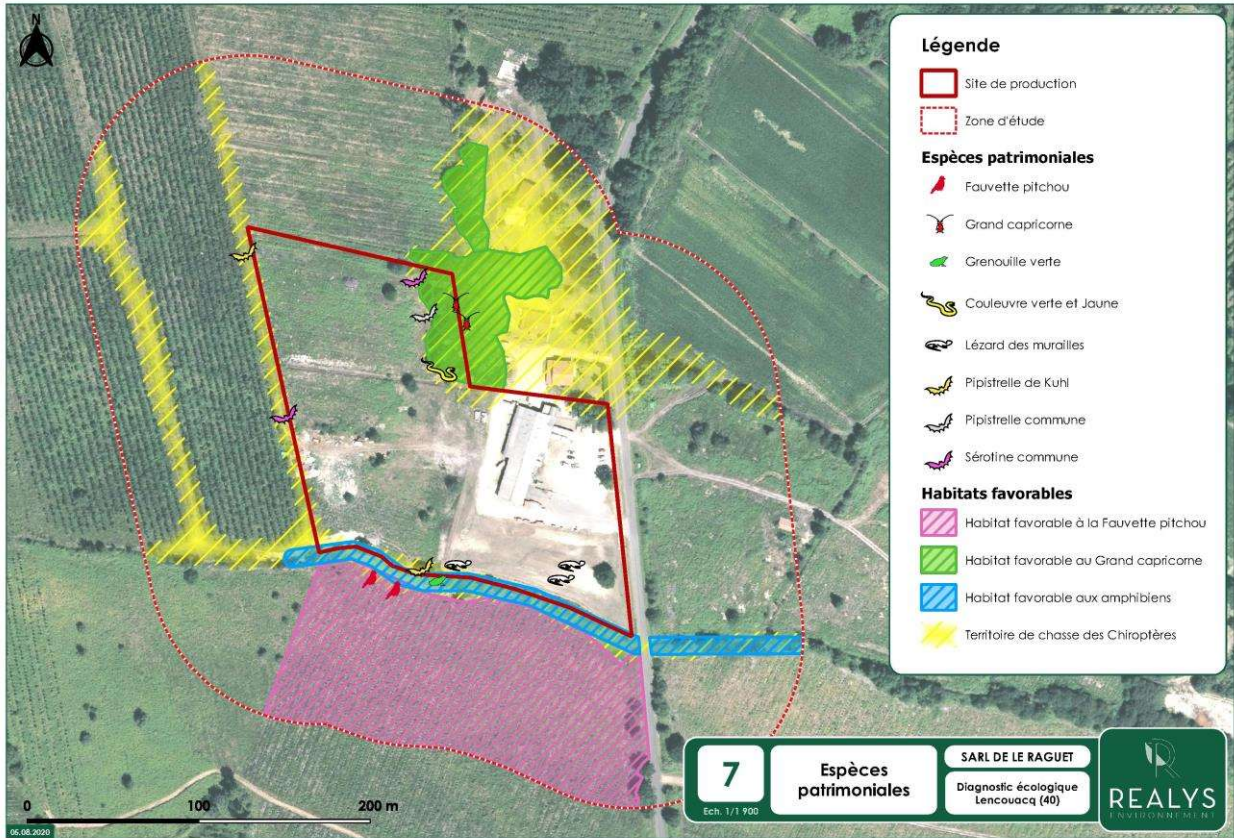 N
Légende
Site de production
Zone d'étude
Espèces patrimoniales
Fauvette pitchou
Grand capricorne
Grenouille verte
Couleuvre verte et Jaune
Lézard des murailles
Pipistrelle de Kuhl
Pipistrelle commune
Sérotine commune
Habitats favorables
Habitat favorable à la Fauvette pitchou
Habitat favorable au Grand capricorne
Habitat favorable aux amphibiens
Territoire de chasse des Chiroptères
0 100 200 m
05.08.2020
7
Ech. 1/1 900
Espèces
patrimoniales
SARL DE LE RAGUET
Diagnostic écologique
Lencouacq (40)
REALYS
ENVIRONNEMENT